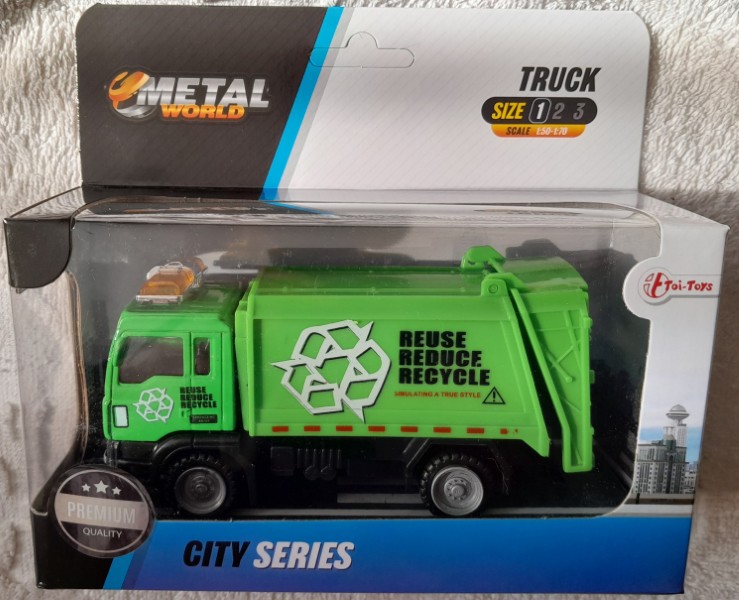 METAL
WORLD
TRUCK
SIZE 1 2 3
SCALE 1:50-1:70
Toi-Toys
REUSE
REDUCE
RECYCLE
SIMULATING A TRUE STYLE
REUSE
REDUCE
RECYCLE
PREMIUM
QUALITY
CITY SERIES